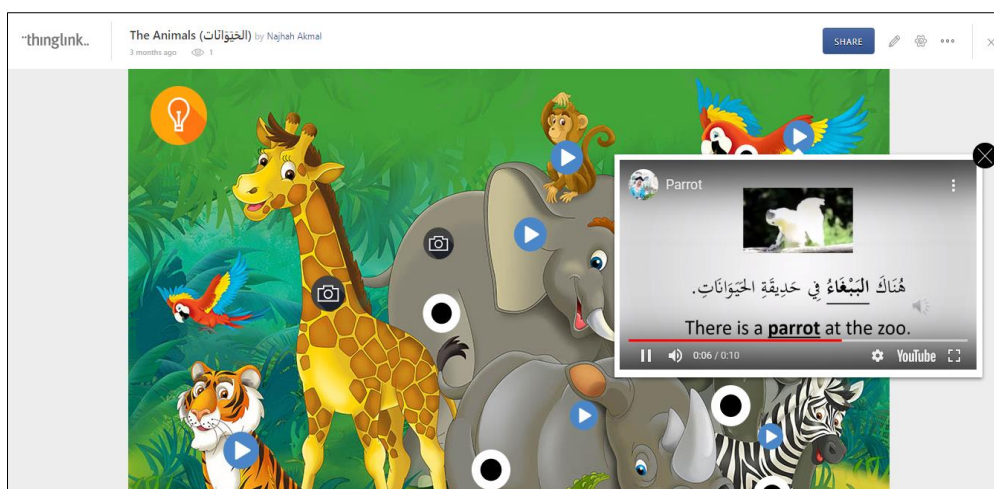 thinglink..
The Animals (الحَيَوَانَات) by Najhah Akmal
3 months ago 1
SHARE
Parrot
هُنَاكَ البَبْغَاءُ فِي حَدِيقَةِ الحَيَوَانَاتِ.
There is a parrot at the zoo.
0:06 / 0:10 YouTube